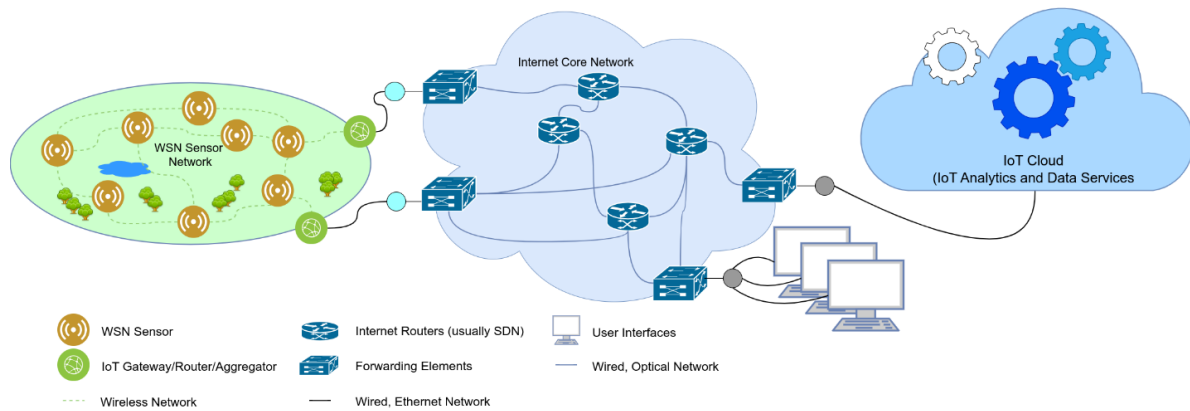 Internet Core Network
WSN Sensor
Network
IoT Cloud
(IoT Analytics and Data Services
WSN Sensor
Internet Routers (usually SDN)
User Interfaces
IoT Gateway/Router/Aggregator
Forwarding Elements
Wired, Optical Network
Wireless Network
Wired, Ethernet Network